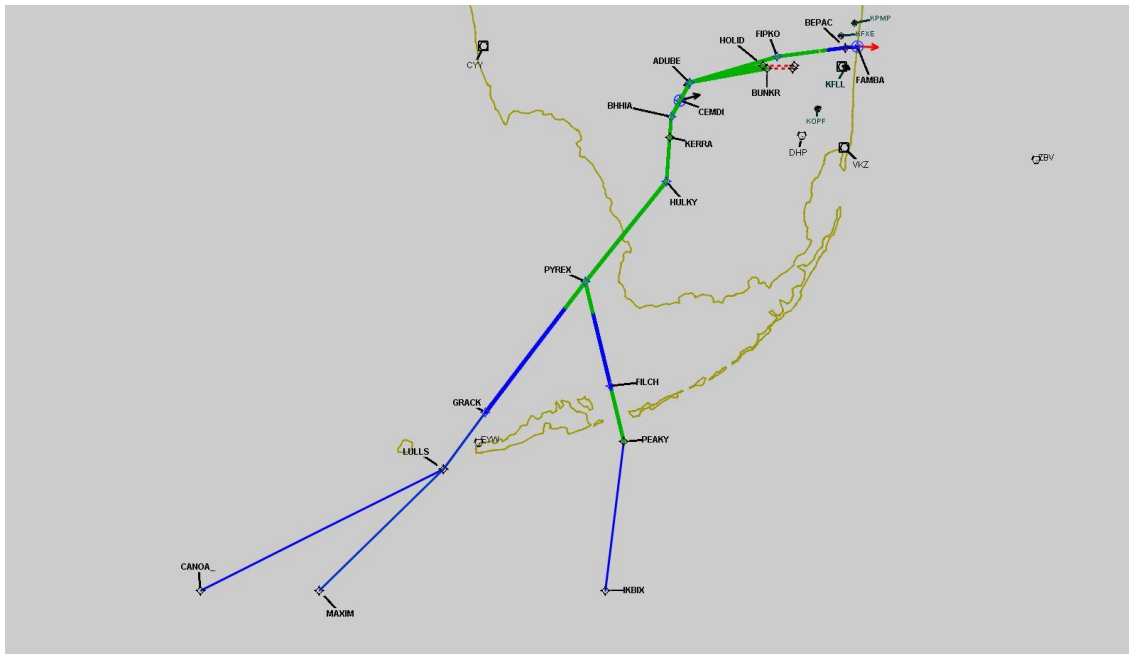 BEPAC
KPMP
KFXE
FIPKO
HOLID
CYY
ADUBE
FAMBA
KFLL
BUNKR
BHHIA
CEMDI
KOPF
KERRA
DHP
VKZ
ZBV
HULKY
PYREX
FILCH
GRACK
EYW
PEAKY
LULLS
CANOA_
IKBIX
MAXIM